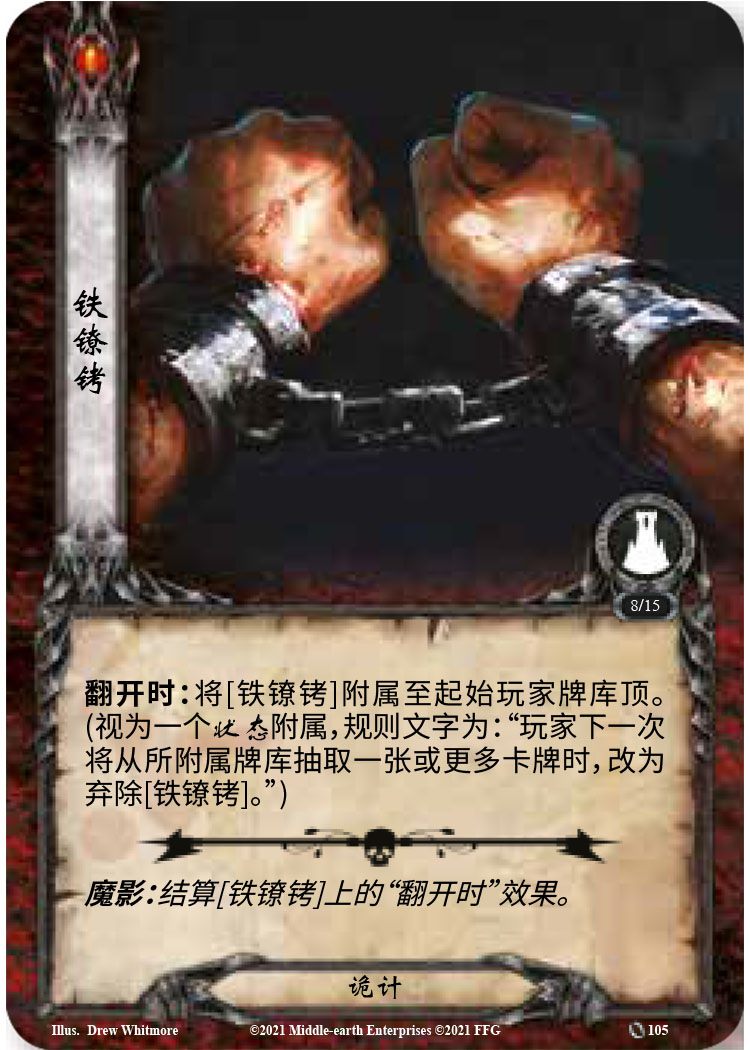 铁镣铐
8/15
翻开时：将[铁镣铐]附属至起始玩家牌库顶。
(视为一个状态附属，规则文字为：“玩家下一次
将从所附属牌库抽取一张或更多卡牌时，改为
弃除[铁镣铐]。”)
魔影：结算[铁镣铐]上的“翻开时”效果。
诡计
Illus. Drew Whitmore ©2021 Middle-earth Enterprises ©2021 FFG 105